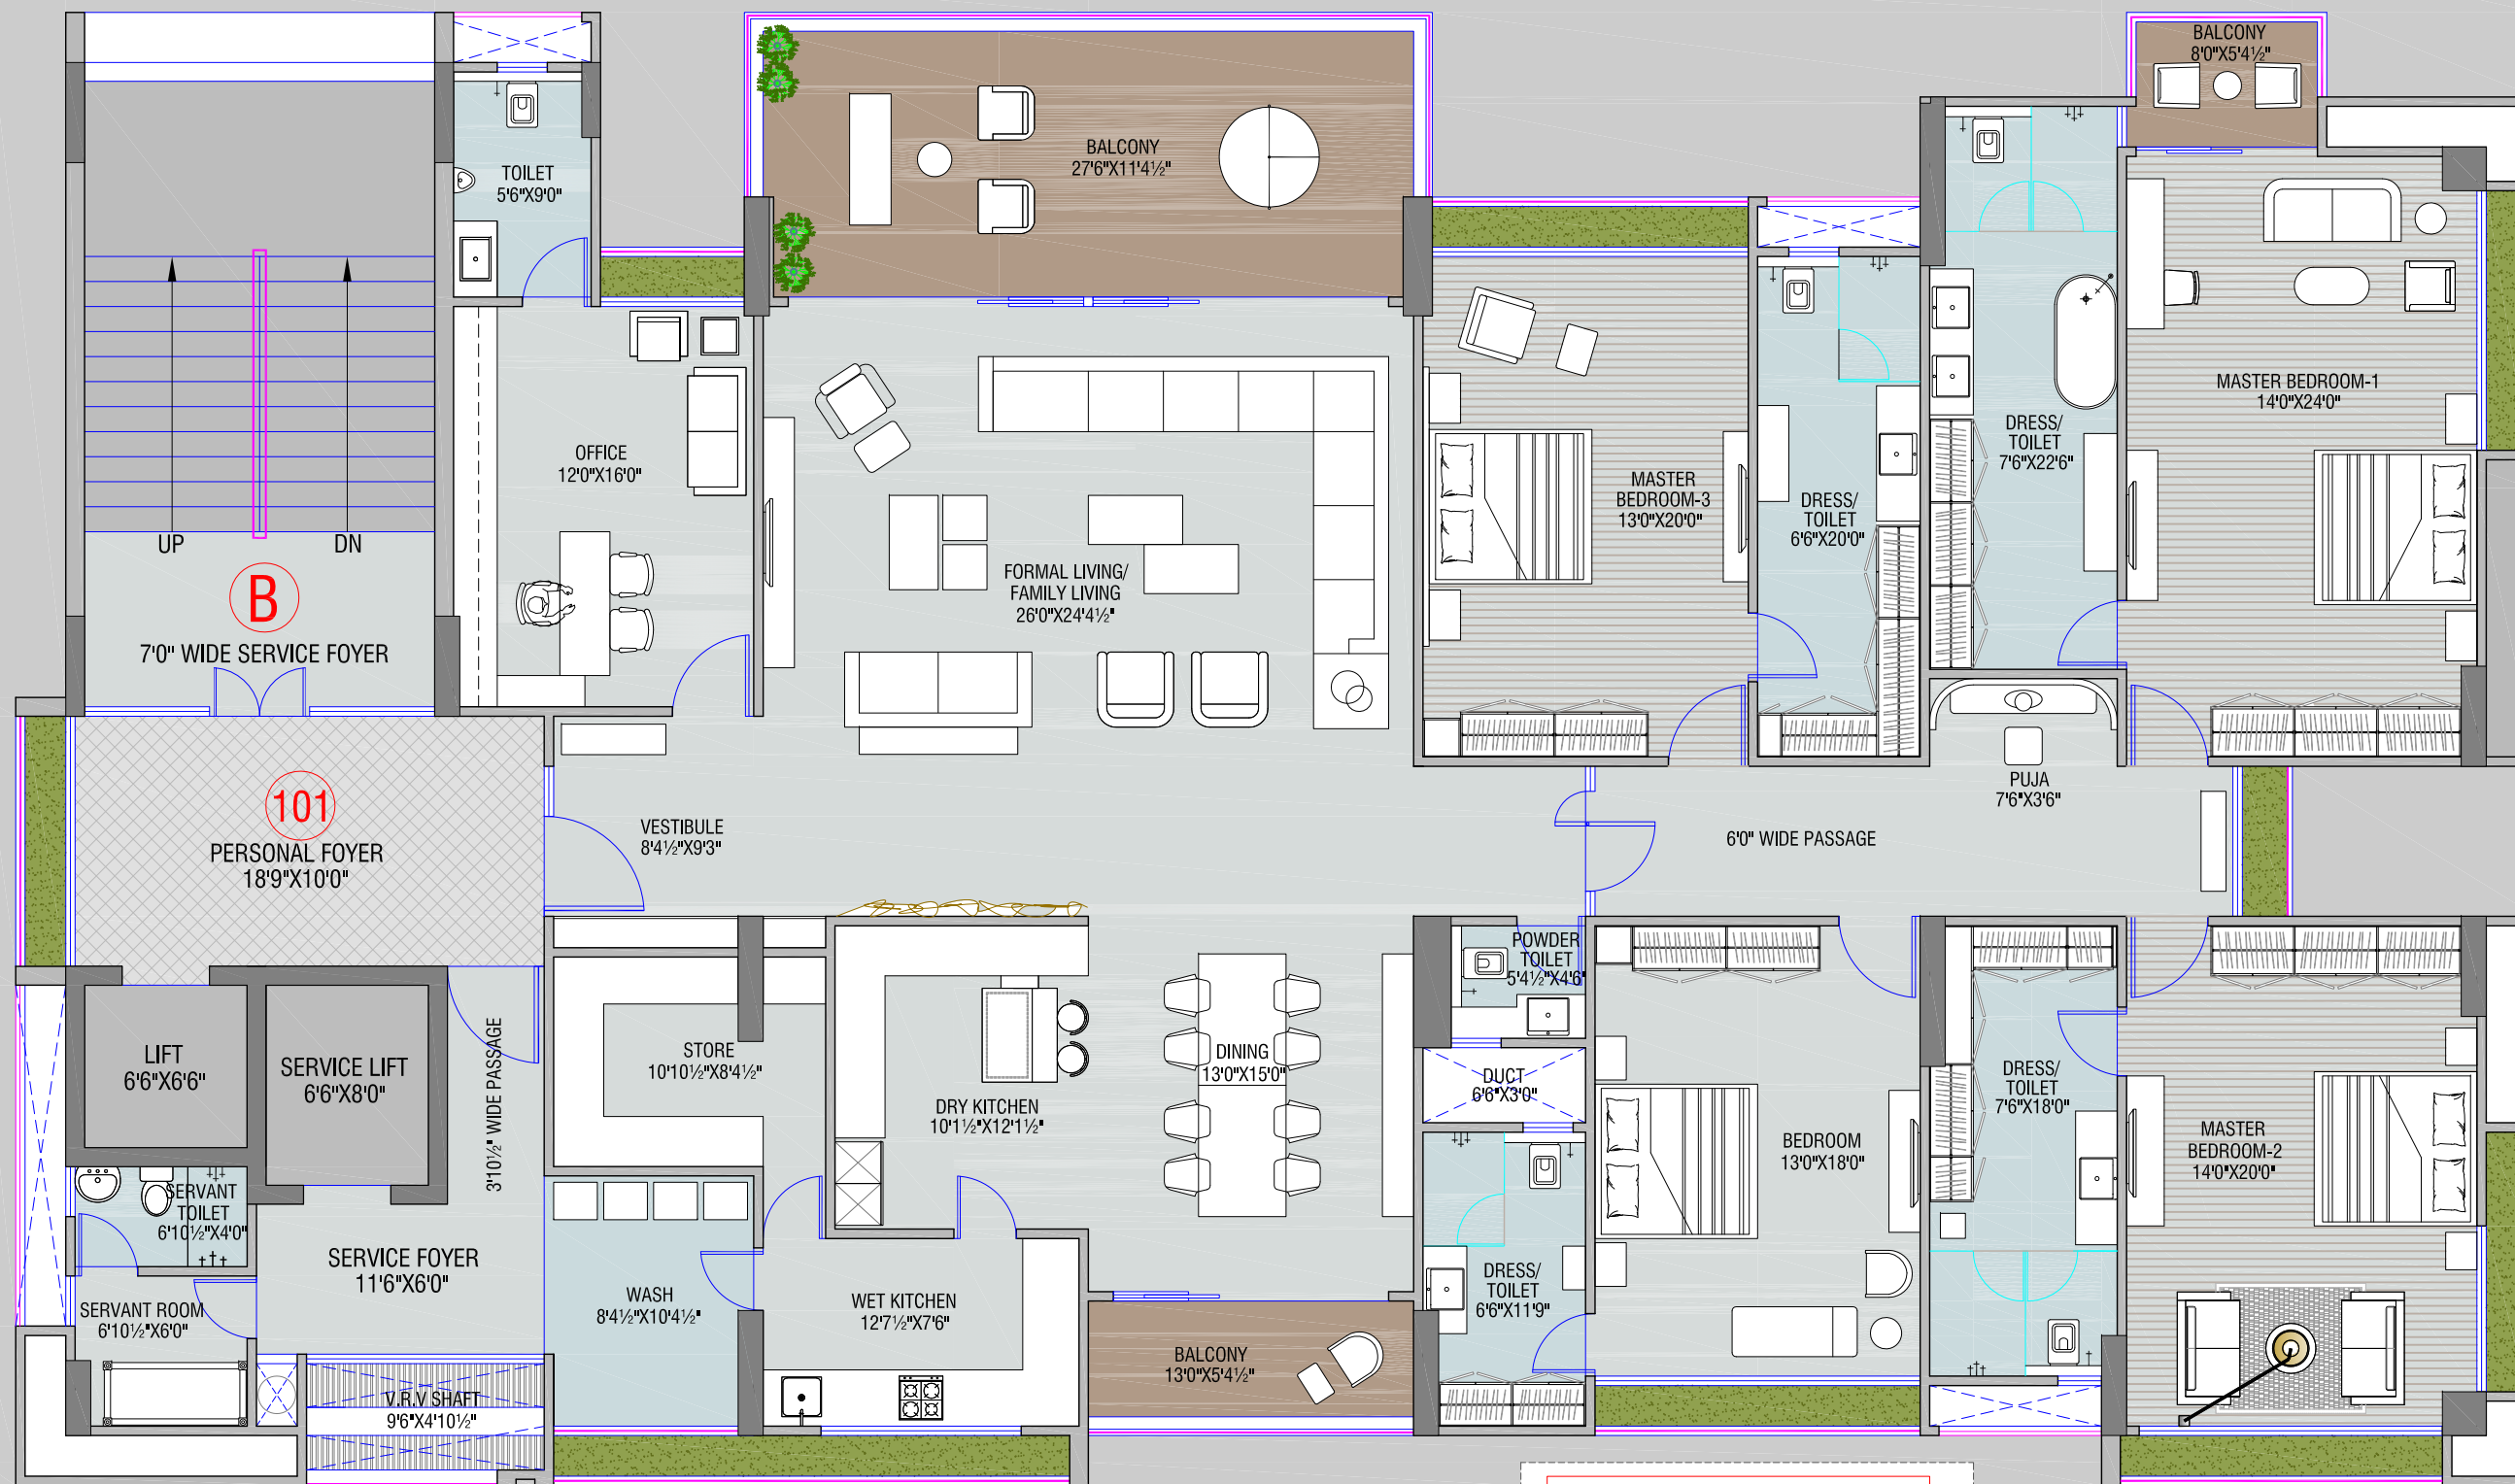 BALCONY
8'0"X5'4½"
BALCONY
27'6"X11'4½"
TOILET
5'6"X9'0"
MASTER BEDROOM-1
14'0"X24'0"
DRESS/
TOILET
7'6"X22'6"
OFFICE
12'0"X16'0"
MASTER
BEDROOM-3
13'0"X20'0"
DRESS/
TOILET
6'6"X20'0"
UP
DN
FORMAL LIVING/
FAMILY LIVING
26'0"X24'4½"
B
7'0" WIDE SERVICE FOYER
101
PERSONAL FOYER
18'9"X10'0"
VESTIBULE
8'4½"X9'3"
PUJA
7'6"X3'6"
6'0" WIDE PASSAGE
POWDER
TOILET
5'4½"X4'6"
LIFT
6'6"X6'6"
SERVICE LIFT
6'6"X8'0"
3'10½" WIDE PASSAGE
STORE
10'10½"X8'4½"
DRY KITCHEN
10'1½"X12'1½"
DINING
13'0"X15'0"
DUCT
6'6"X3'0"
BEDROOM
13'0"X18'0"
DRESS/
TOILET
7'6"X18'0"
MASTER
BEDROOM-2
14'0"X20'0"
SERVANT
TOILET
6'10½"X4'0"
SERVICE FOYER
11'6"X6'0"
SERVANT ROOM
6'10½"X6'0"
WASH
8'4½"X10'4½"
WET KITCHEN
12'7½"X7'6"
DRESS/
TOILET
6'6"X11'9"
BALCONY
13'0"X5'4½"
V.R.V SHAFT
9'6"X4'10½"